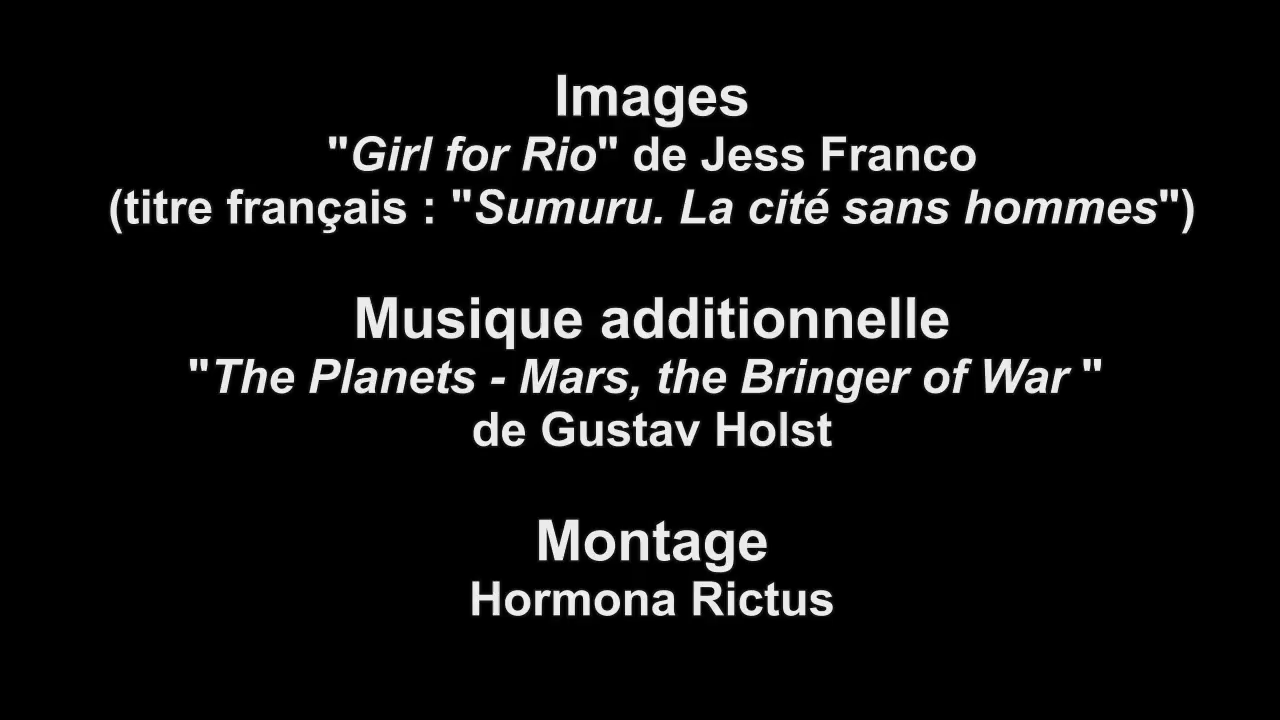 Images
"Girl for Rio" de Jess Franco
(titre français : "Sumuru. La cité sans hommes")
Musique additionnelle
"The Planets - Mars, the Bringer of War "
de Gustav Holst
Montage
Hormona Rictus